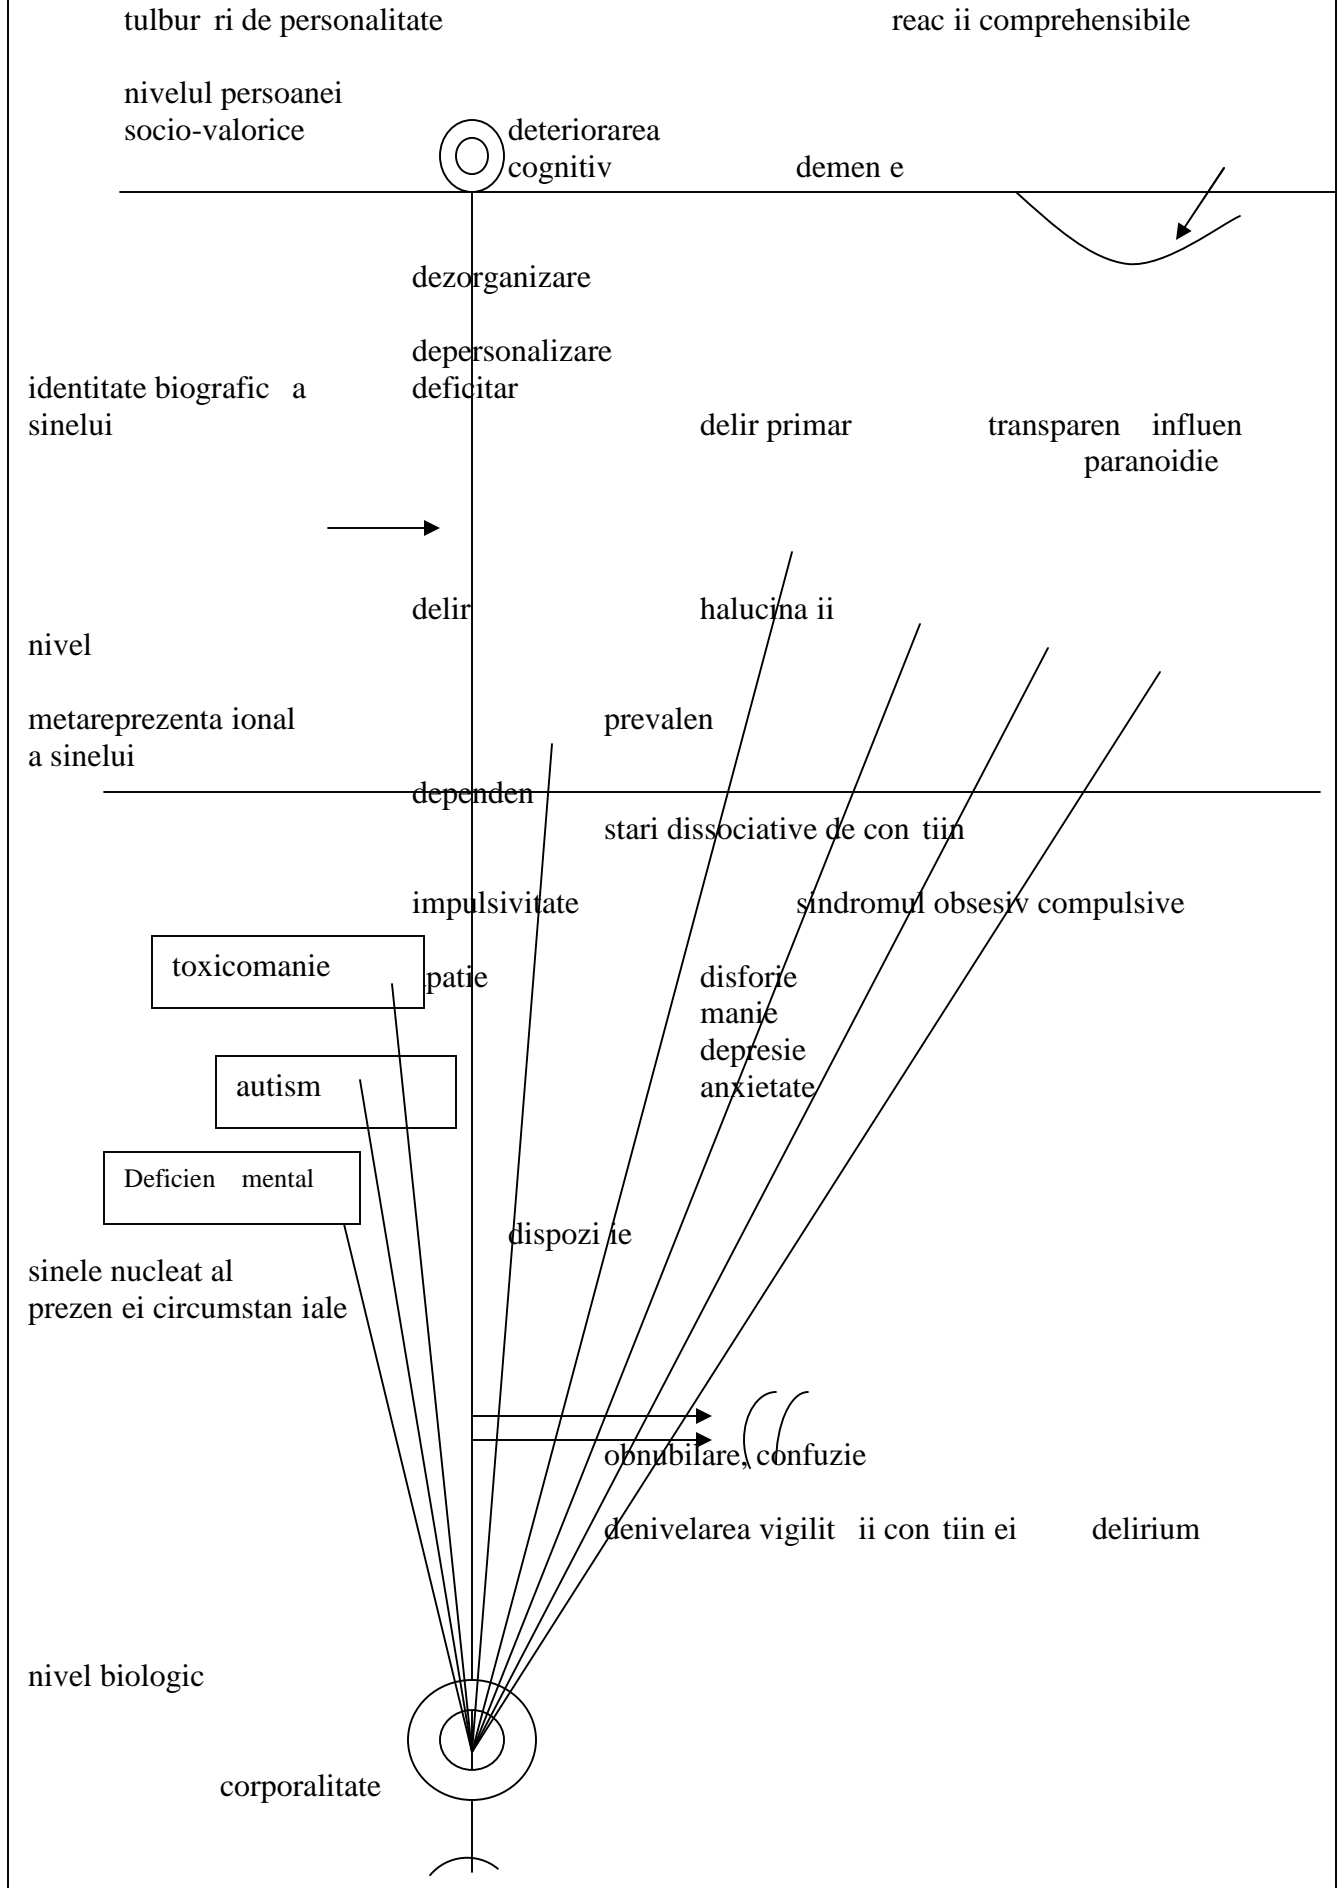 tulbur ri de personalitate reac ii comprehensibile
nivelul persoanei
socio-valorice deteriorarea
cognitiv demen e
dezorganizare
depersonalizare
identitate biografic a deficitar
sinelui delir primar transparen influen
paranoidie
delir halucina ii
nivel
metareprezenta ional prevalen
a sinelui
dependen
stari dissociative de con tiin
impulsivitate sindromul obsesiv compulsive
toxicomanie patie disforie
manie
depresie
autism anxietate
Deficien mental
dispozi ie
sinele nucleat al
prezen ei circumstan iale
obnubilare, confuzie
denivelarea vigilit ii con tiin ei delirium
nivel biologic
corporalitate